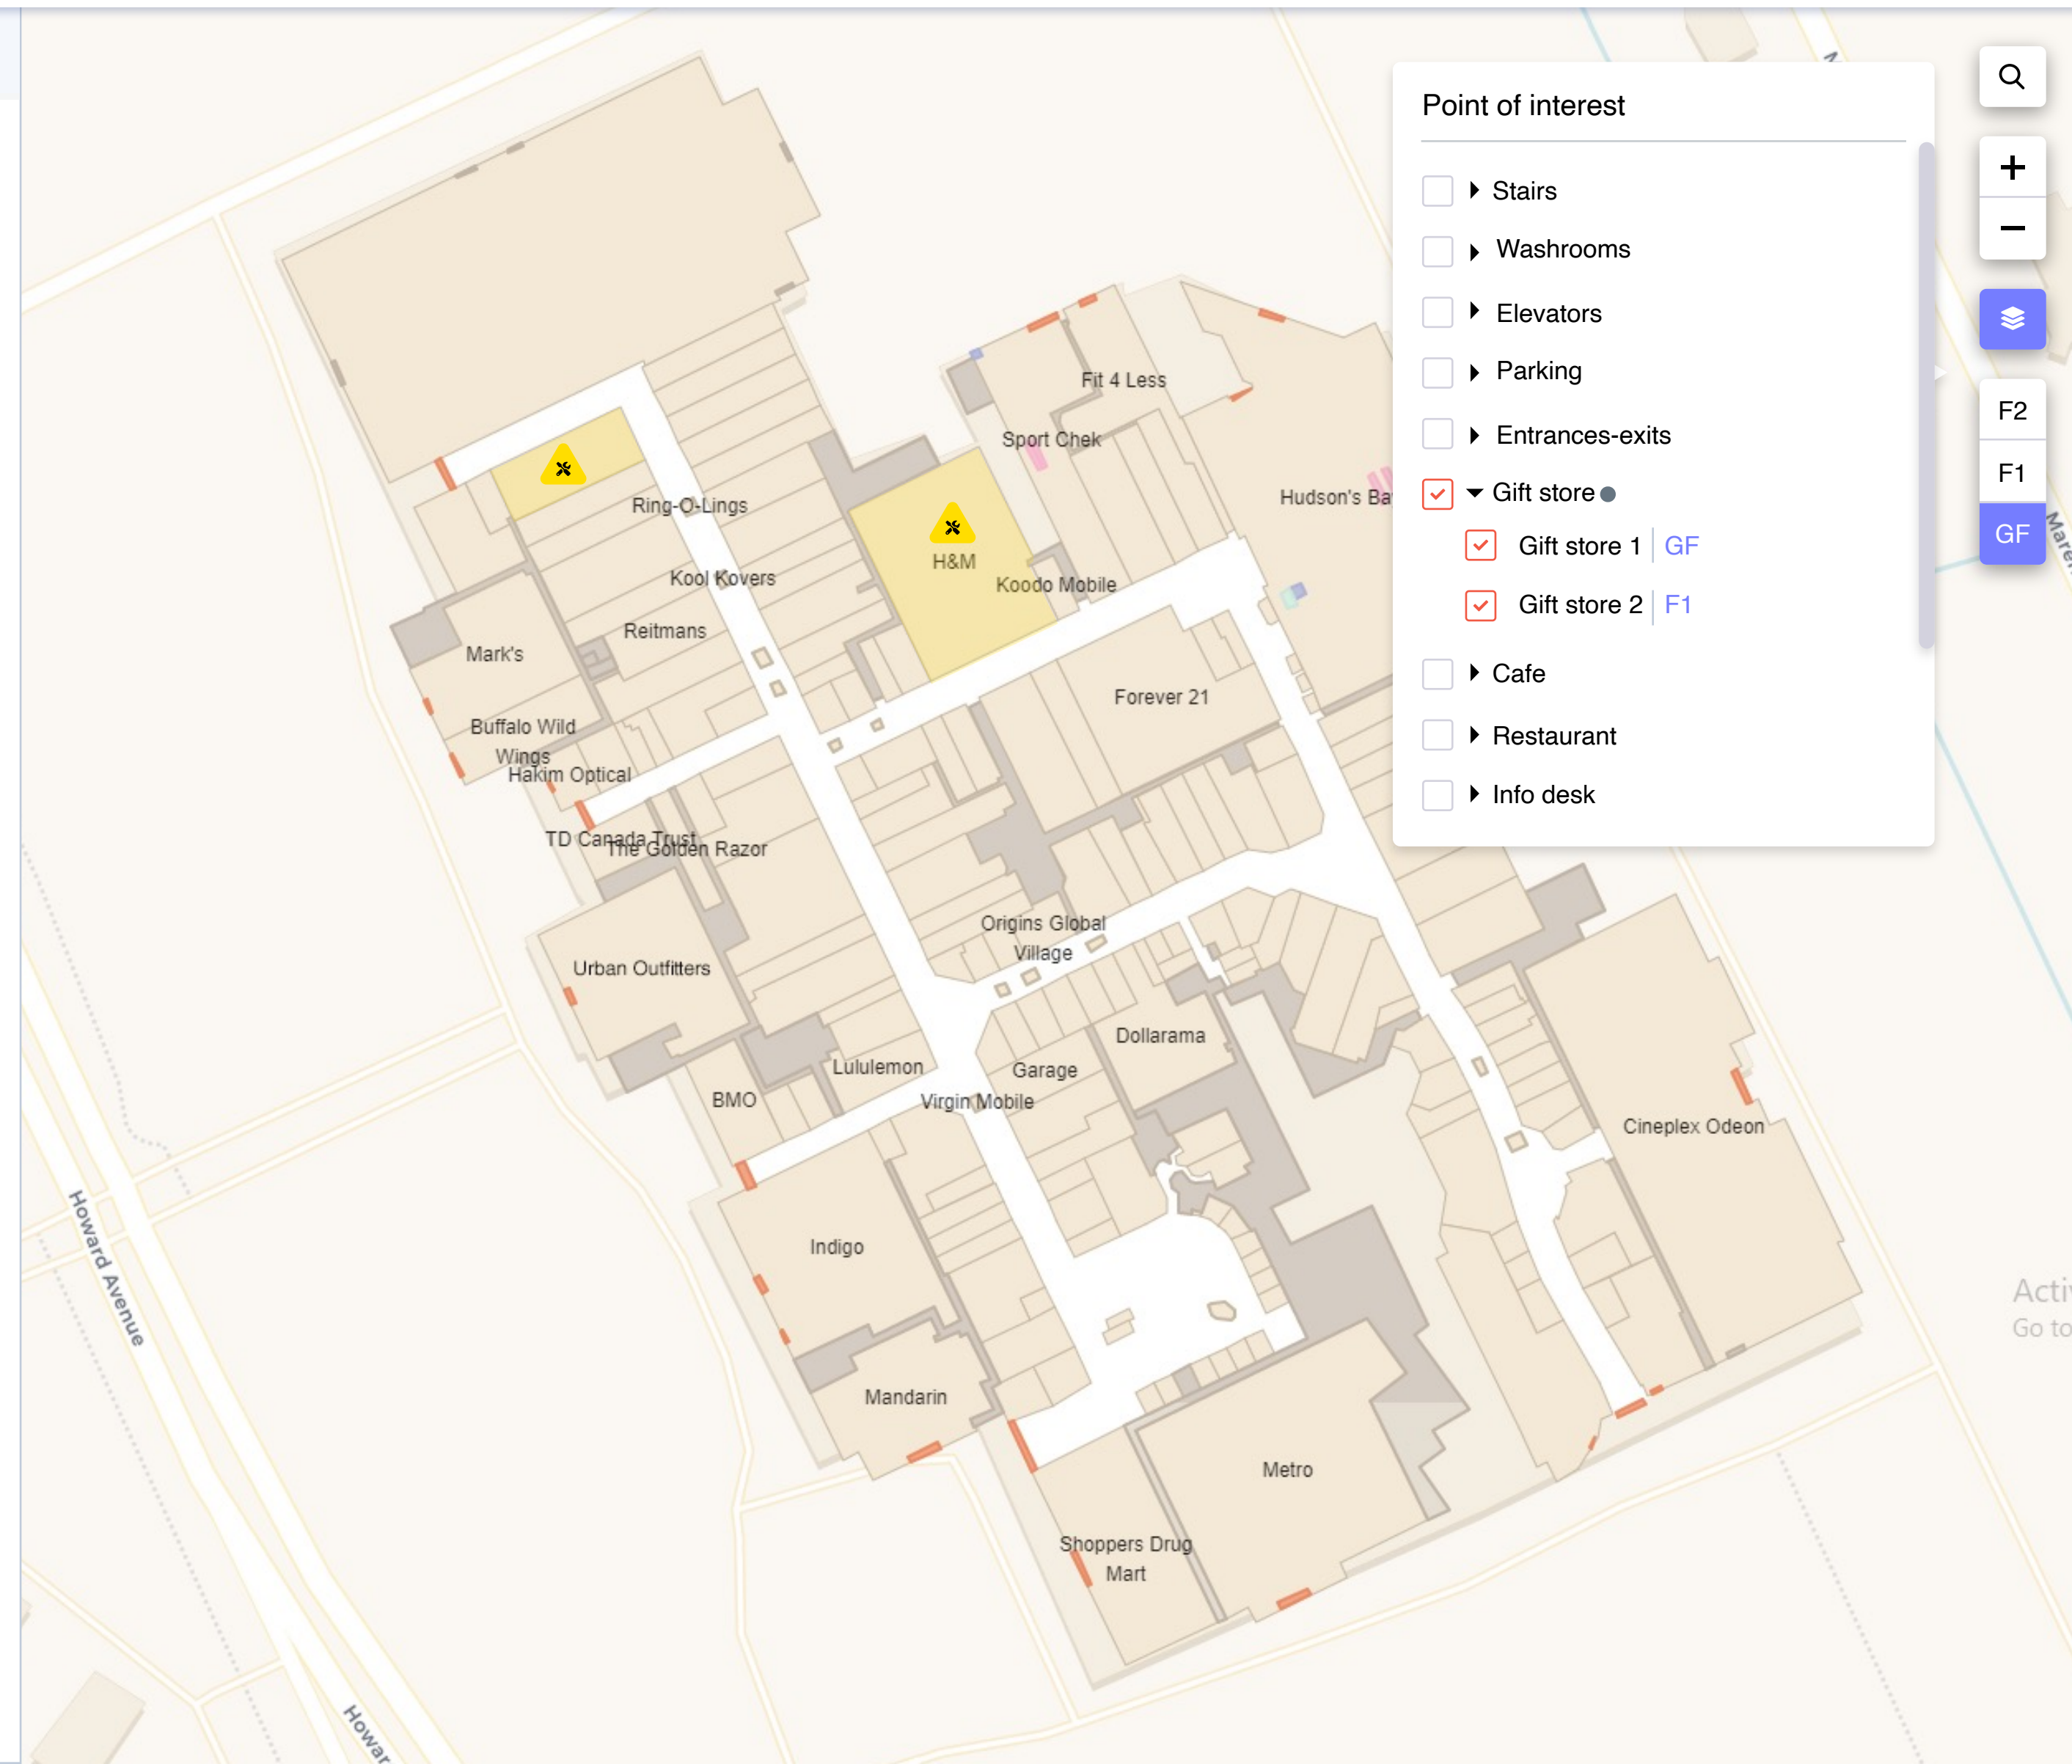 Point of interest
Stairs
Washrooms
Elevators
Parking
Entrances-exits
Gift store
Gift store 1 | GF
Gift store 2 | F1
Cafe
Restaurant
Info desk
F2
F1
GF
Fit 4 Less
Sport Chek
Hudson's Ba
Ring-O-Lings
H&M
Kool Kovers
Koodo Mobile
Reitmans
Mark's
Forever 21
Buffalo Wild
Wings
Hakim Optical
TD Canada Trust
The Golden Razor
Origins Global
Village
Urban Outfitters
Dollarama
Lululemon
Garage
BMO
Virgin Mobile
Cineplex Odeon
Indigo
Howard Avenue
Mandarin
Metro
Shoppers Drug
Mart
Howar
Acti
Go to